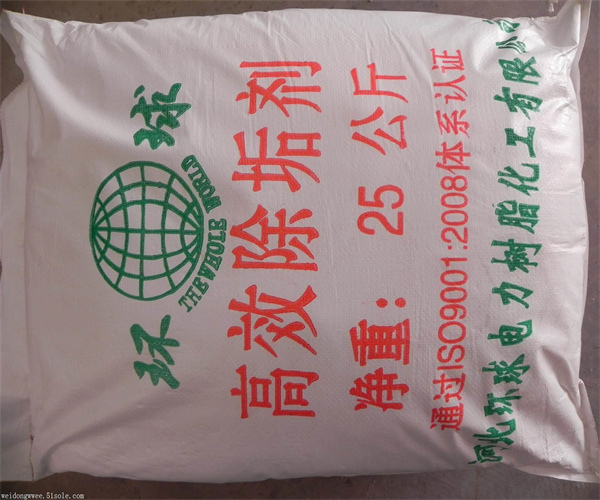 环球
THE WHOLE WORLD
高效除垢剂
净重：25 公斤
通过ISO9001:2008体系认证
河北环球电力树脂化工有限公司
weidongwwee.51sole.com